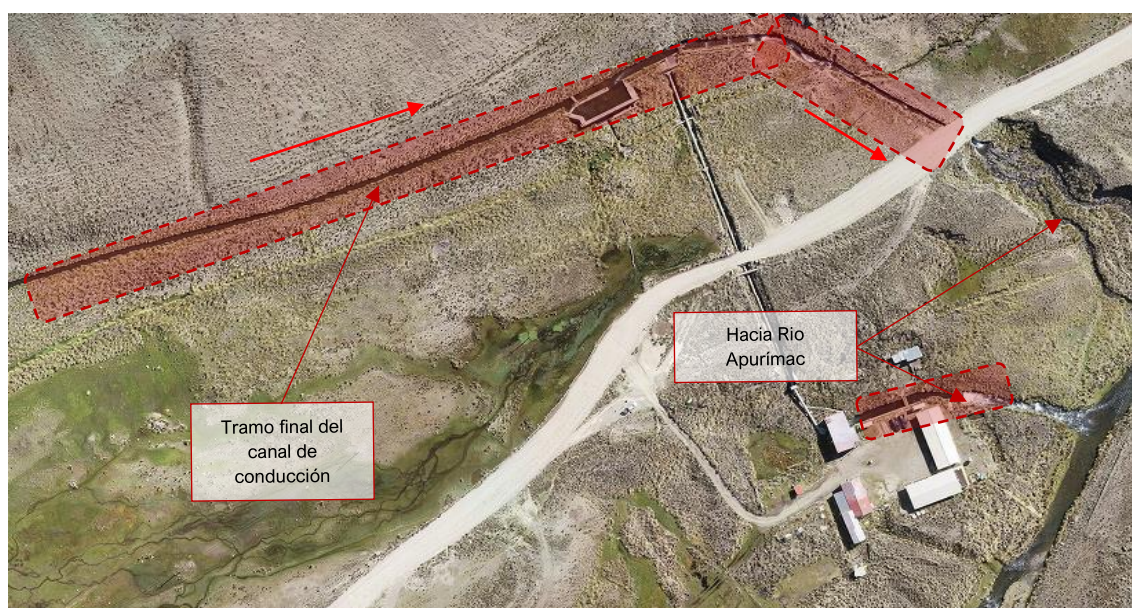 Hacia Rio
Apurímac
Tramo final del
canal de
conducción